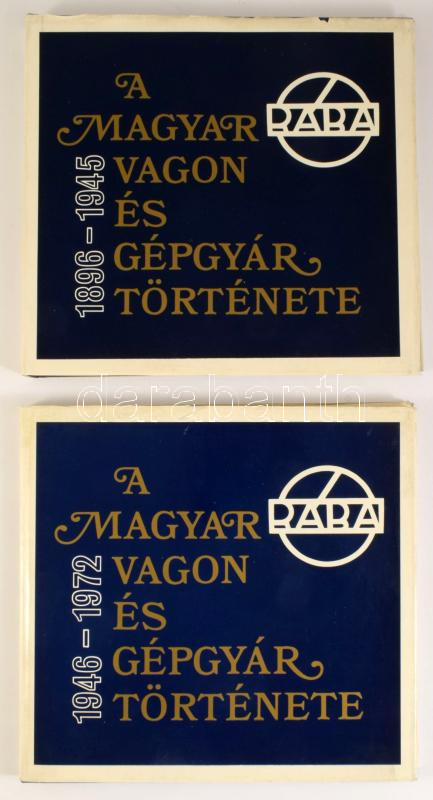 A
MAGYAR
VAGON
ÉS
GÉPGYÁR
TÖRTÉNETE
1896-1945
RÁBA
darabanth
A
MAGYAR
VAGON
ÉS
GÉPGYÁR
TÖRTÉNETE
1946-1972
RÁBA